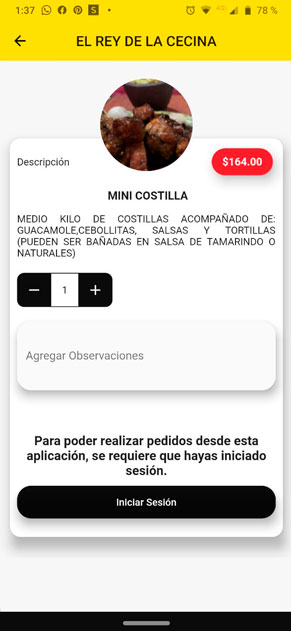 1:37
4G
78 %
EL REY DE LA CECINA
Descripción
$164.00
MINI COSTILLA
MEDIO KILO DE COSTILLAS ACOMPAÑADO DE:
GUACAMOLE,CEBOLLITAS, SALSAS Y TORTILLAS
(PUEDEN SER BAÑADAS EN SALSA DE TAMARINDO O
NATURALES)
1
Agregar Observaciones
Para poder realizar pedidos desde esta
aplicación, se requiere que hayas iniciado
sesión.
Iniciar Sesión